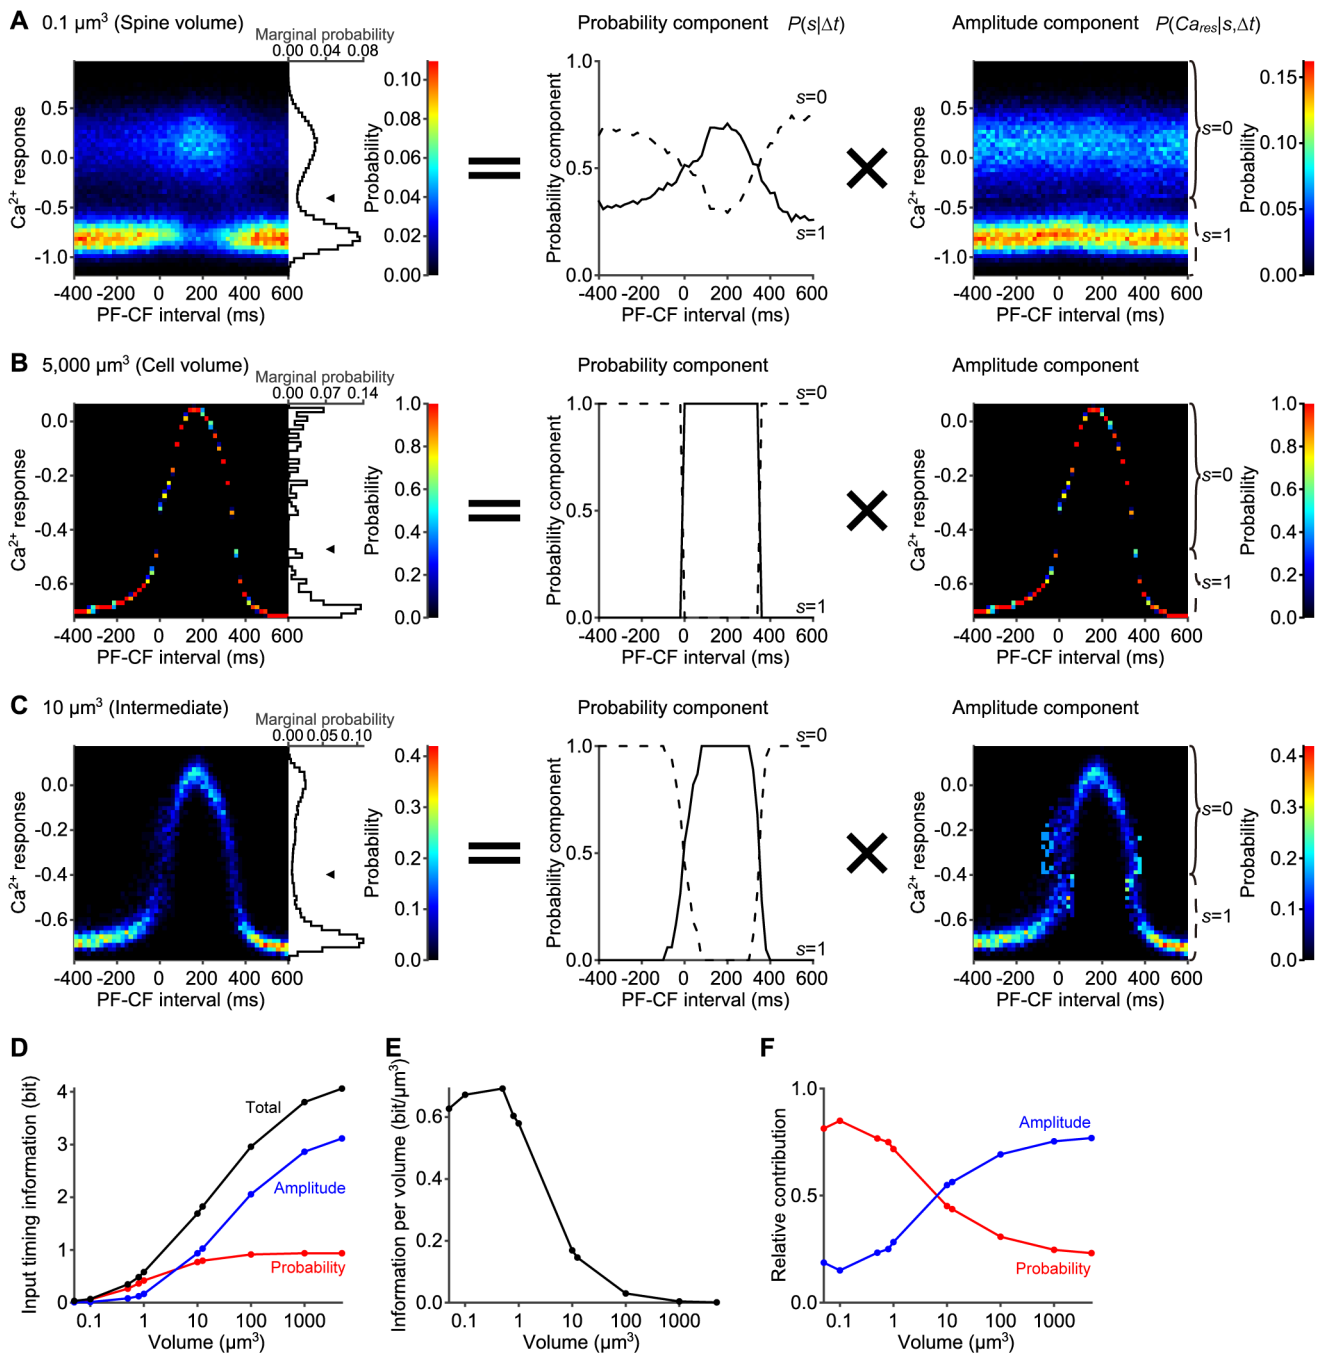 A 0.1 µm³ (Spine volume) Probability component P(s|Δt) Amplitude component P(Ca_res|s,Δt)
Marginal probability
0.00 0.04 0.08
Ca²⁺ response
0.5
0.0
-0.5
-1.0
-400 -200 0 200 400 600
PF-CF interval (ms)
Probability
0.10
0.08
0.06
0.04
0.02
0.00
=
Probability component
1.0
0.5
0.0
s=0
s=1
-400 -200 0 200 400 600
PF-CF interval (ms)
×
Ca²⁺ response
0.5
0.0
-0.5
-1.0
-400 -200 0 200 400 600
PF-CF interval (ms)
s=0
s=1
Probability
0.15
0.10
0.05
0.00
B 5,000 µm³ (Cell volume) Probability component Amplitude component
Marginal probability
0.00 0.07 0.14
Ca²⁺ response
0.0
-0.2
-0.4
-0.6
-400 -200 0 200 400 600
PF-CF interval (ms)
Probability
1.0
0.8
0.6
0.4
0.2
0.0
=
Probability component
1.0
0.5
0.0
s=0
s=1
-400 -200 0 200 400 600
PF-CF interval (ms)
×
Ca²⁺ response
0.0
-0.2
-0.4
-0.6
-400 -200 0 200 400 600
PF-CF interval (ms)
s=0
s=1
Probability
1.0
0.8
0.6
0.4
0.2
0.0
C 10 µm³ (Intermediate) Probability component Amplitude component
Marginal probability
0.00 0.05 0.10
Ca²⁺ response
0.0
-0.2
-0.4
-0.6
-400 -200 0 200 400 600
PF-CF interval (ms)
Probability
0.4
0.3
0.2
0.1
0.0
=
Probability component
1.0
0.5
0.0
s=0
s=1
-400 -200 0 200 400 600
PF-CF interval (ms)
×
Ca²⁺ response
0.0
-0.2
-0.4
-0.6
-400 -200 0 200 400 600
PF-CF interval (ms)
s=0
s=1
Probability
0.4
0.3
0.2
0.1
0.0
D
Input timing information (bit)
4
3
2
1
0
Total
Amplitude
Probability
0.1 1 10 100 1000
Volume (µm³)
E
Information per volume (bit/µm³)
0.6
0.4
0.2
0.0
0.1 1 10 100 1000
Volume (µm³)
F
Relative contribution
1.0
0.5
0.0
Amplitude
Probability
0.1 1 10 100 1000
Volume (µm³)